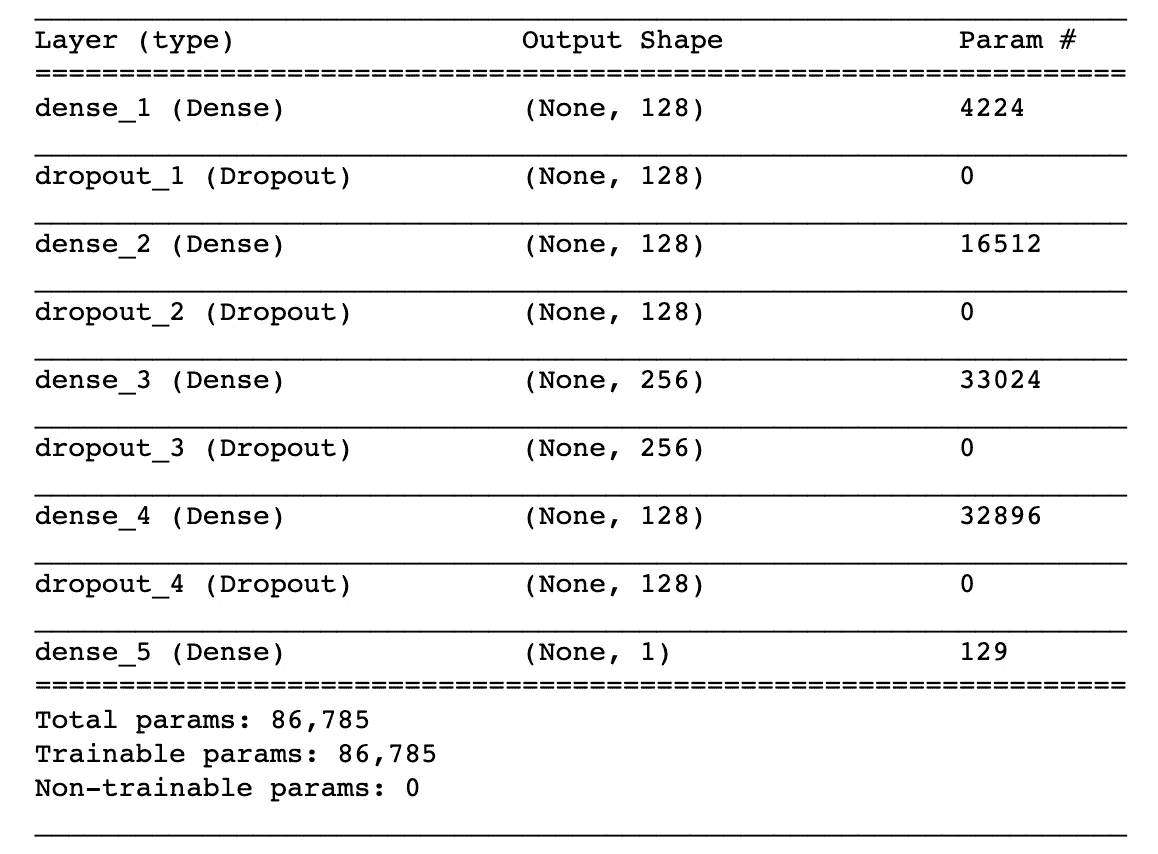 Layer (type) Output Shape Param #
=================================================================
dense_1 (Dense) (None, 128) 4224
dropout_1 (Dropout) (None, 128) 0
dense_2 (Dense) (None, 128) 16512
dropout_2 (Dropout) (None, 128) 0
dense_3 (Dense) (None, 256) 33024
dropout_3 (Dropout) (None, 256) 0
dense_4 (Dense) (None, 128) 32896
dropout_4 (Dropout) (None, 128) 0
dense_5 (Dense) (None, 1) 129
=================================================================
Total params: 86,785
Trainable params: 86,785
Non-trainable params: 0